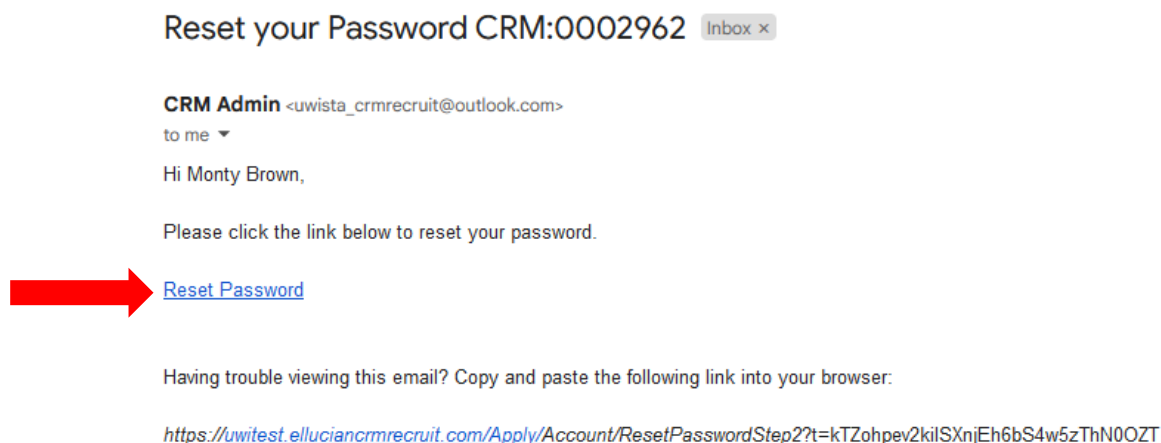 Reset your Password CRM:0002962 Inbox ×
CRM Admin <uwista_crmrecruit@outlook.com>
to me
Hi Monty Brown,
Please click the link below to reset your password.
Reset Password
Having trouble viewing this email? Copy and paste the following link into your browser:
https://uwitest.elluciancrmrecruit.com/Apply/Account/ResetPasswordStep2?t=kTZohpev2kiISXnjEh6bS4w5zThN0OZT